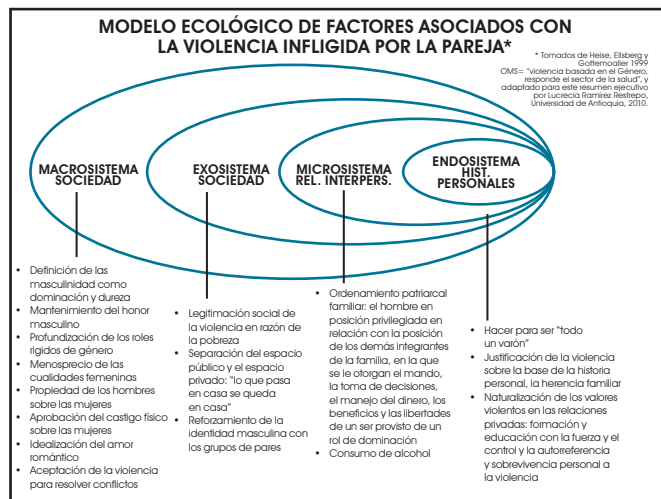 MODELO ECOLÓGICO DE FACTORES ASOCIADOS CON
LA VIOLENCIA INFLIGIDA POR LA PAREJA*
* Tomados de Heise, Ellsberg y
Gottemoaller 1999
OMS= "violencia basada en el Género,
responde el sector de la salud", y
adaptado para este resumen ejecutivo
por Lucrecia Ramírez Restrepo,
Universidad de Antioquia, 2010.
MACROSISTEMA
SOCIEDAD
EXOSISTEMA
SOCIEDAD
MICROSISTEMA
REL. INTERPERS.
ENDOSISTEMA
HIST.
PERSONALES
• Definición de las
masculinidad como
dominación y dureza
• Mantenimiento del honor
masculino
• Profundización de los roles
rigidos de género
• Menosprecio de las
cualidades femeninas
• Propiedad de los hombres
sobre las mujeres
• Aprobación del castigo físico
sobre las mujeres
• Idealización del amor
romántico
• Aceptación de la violencia
para resolver conflictos
• Legitimación social de
la violencia en razón de
la pobreza
• Separación del espacio
público y el espacio
privado: "lo que pasa
en casa se queda
en casa"
• Reforzamiento de la
identidad masculina con
los grupos de pares
• Ordenamiento patriarcal
familiar: el hombre en
posición privilegiada en
relación con la posición
de los demás integrantes
de la familia, en la que
se le oforgan el mando,
la toma de decisiones,
el manejo del dinero, los
beneficios y las libertades
de un ser provisto de un
rol de dominación
• Consumo de alcohol
• Hacer para ser "todo
un varón"
• Justificación de la violencia
sobre la base de la historia
personal, la herencia familiar
• Naturalización de los valores
violentos en las relaciones
privadas: formación y
educación con la fuerza y el
control y la autorreferencia
y sobrevivencia personal a
la violencia